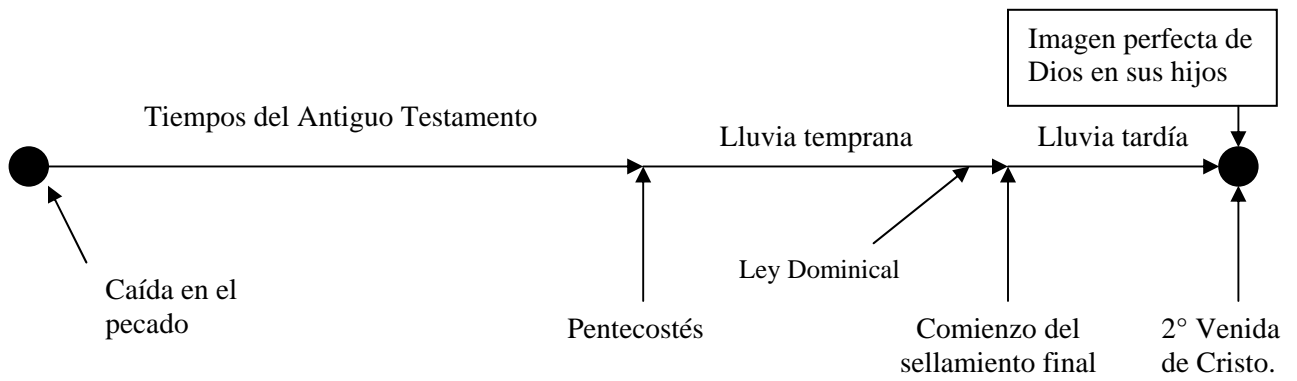 Imagen perfecta de
Dios en sus hijos
Tiempos del Antiguo Testamento
Lluvia temprana
Lluvia tardía
Caída en el
pecado
Pentecostés
Ley Dominical
Comienzo del
sellamiento final
2° Venida
de Cristo.